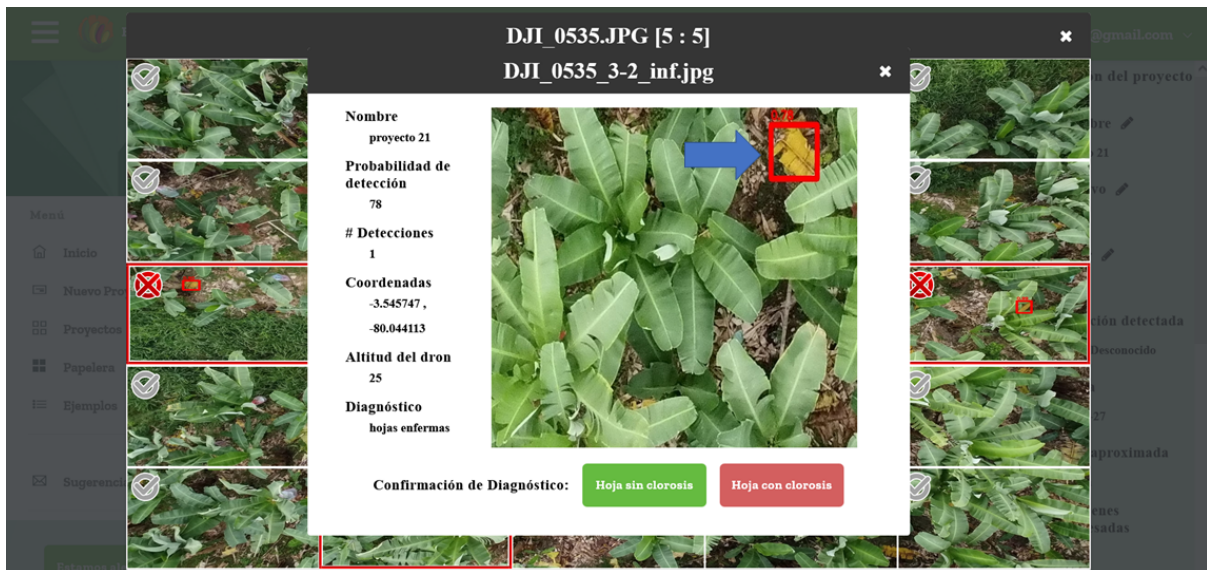 DJI_0535.JPG [5 : 5]
@gmail.com
DJI_0535_3-2_inf.jpg
Nombre
proyecto 21
Probabilidad de
detección
78
# Detecciones
1
Coordenadas
-3.545747 ,
-80.044113
Altitud del dron
25
Diagnóstico
hojas enfermas
Confirmación de Diagnóstico:
Hoja sin clorosis
Hoja con clorosis
Menú
Inicio
Nuevo Pro
Proyectos
Papelera
Ejemplos
Sugerenci
n del proyecto
bre
21
vo
ción detectada
Desconocido
27
aproximada
enes
sadas